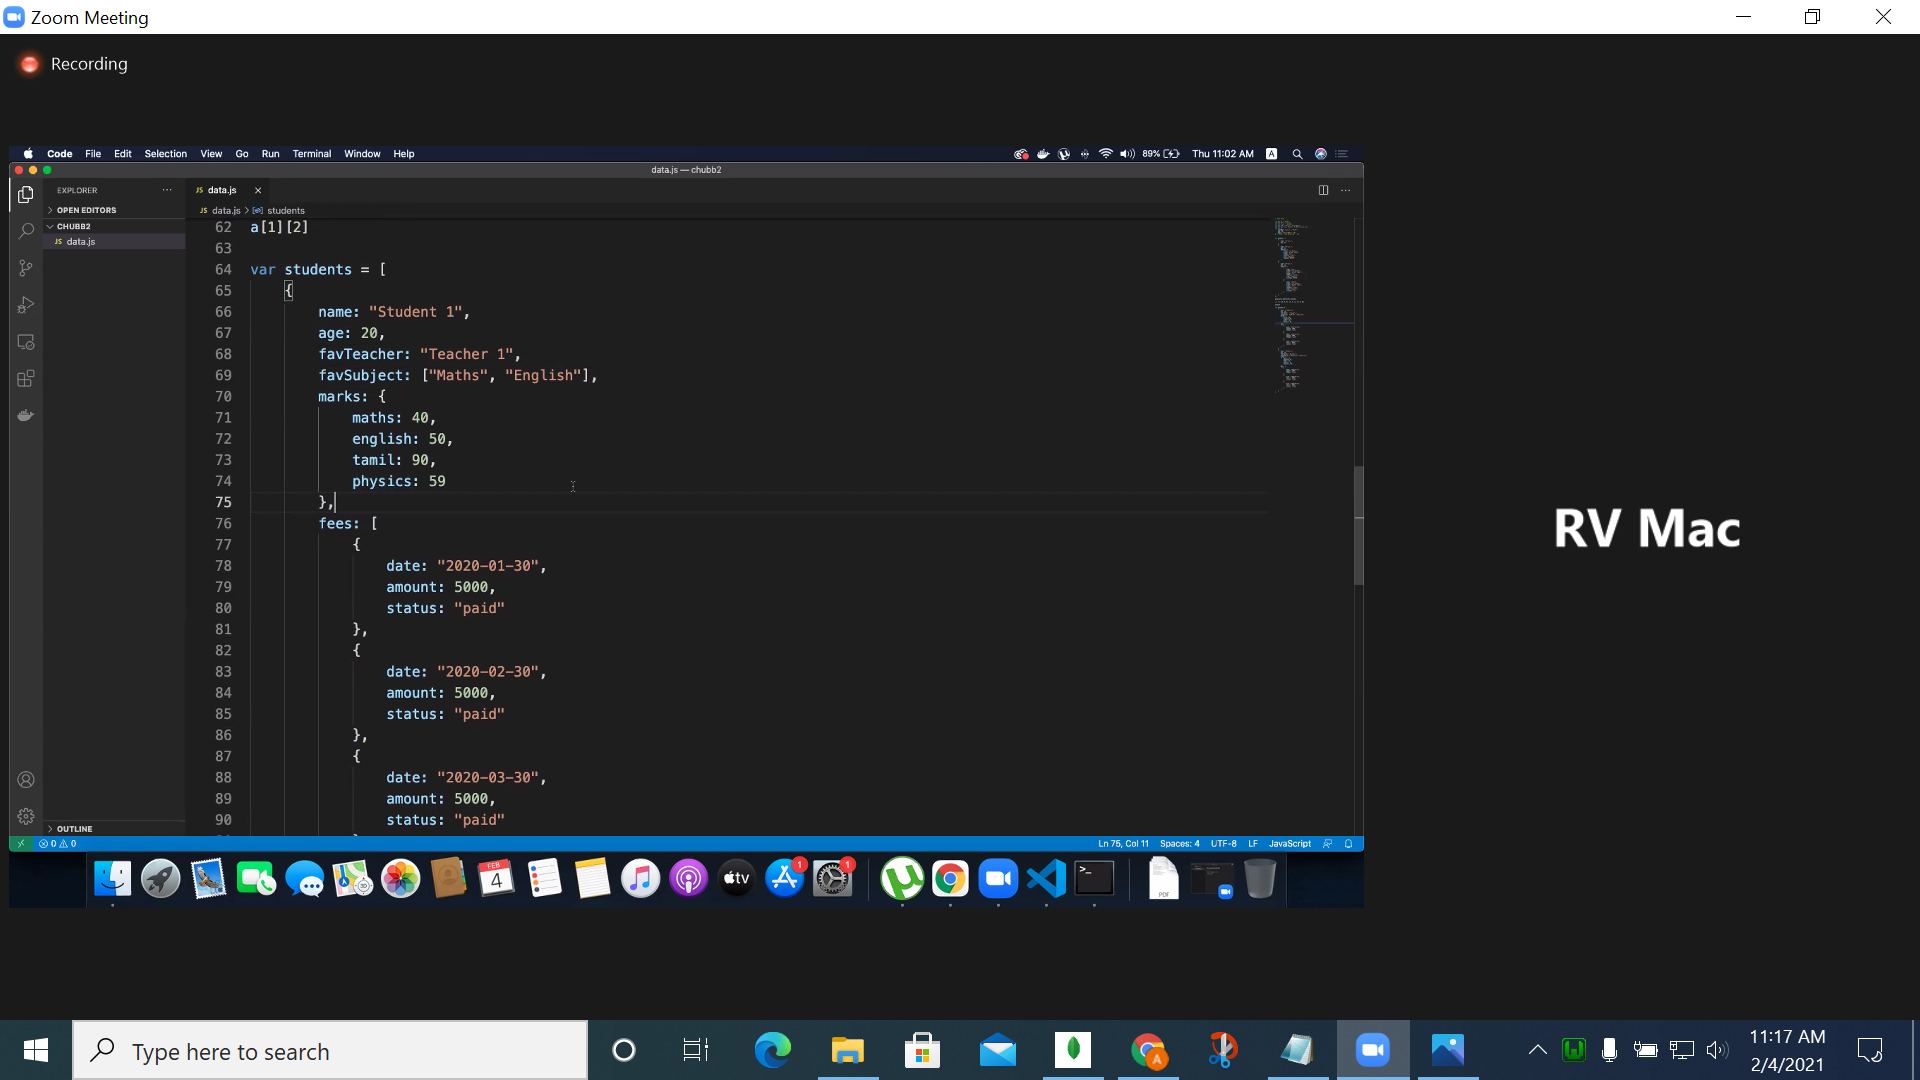 Zoom Meeting
Recording
Code File Edit Selection View Go Run Terminal Window Help
89% Thu 11:02 AM A
data.js — chubb2
EXPLORER
JS data.js
OPEN EDITORS
JS data.js > students
CHUBB2
JS data.js
62 a[1][2]
63
64 var students = [
65 {
66 name: "Student 1",
67 age: 20,
68 favTeacher: "Teacher 1",
69 favSubject: ["Maths", "English"],
70 marks: {
71 maths: 40,
72 english: 50,
73 tamil: 90,
74 physics: 59
75 },
76 fees: [
77 {
78 date: "2020-01-30",
79 amount: 5000,
80 status: "paid"
81 },
82 {
83 date: "2020-02-30",
84 amount: 5000,
85 status: "paid"
86 },
87 {
88 date: "2020-03-30",
89 amount: 5000,
90 status: "paid"
OUTLINE
0 0
Ln 75, Col 11 Spaces: 4 UTF-8 LF JavaScript
RV Mac
FEB
4
tv
1
1
PDF
Type here to search
A
11:17 AM
2/4/2021